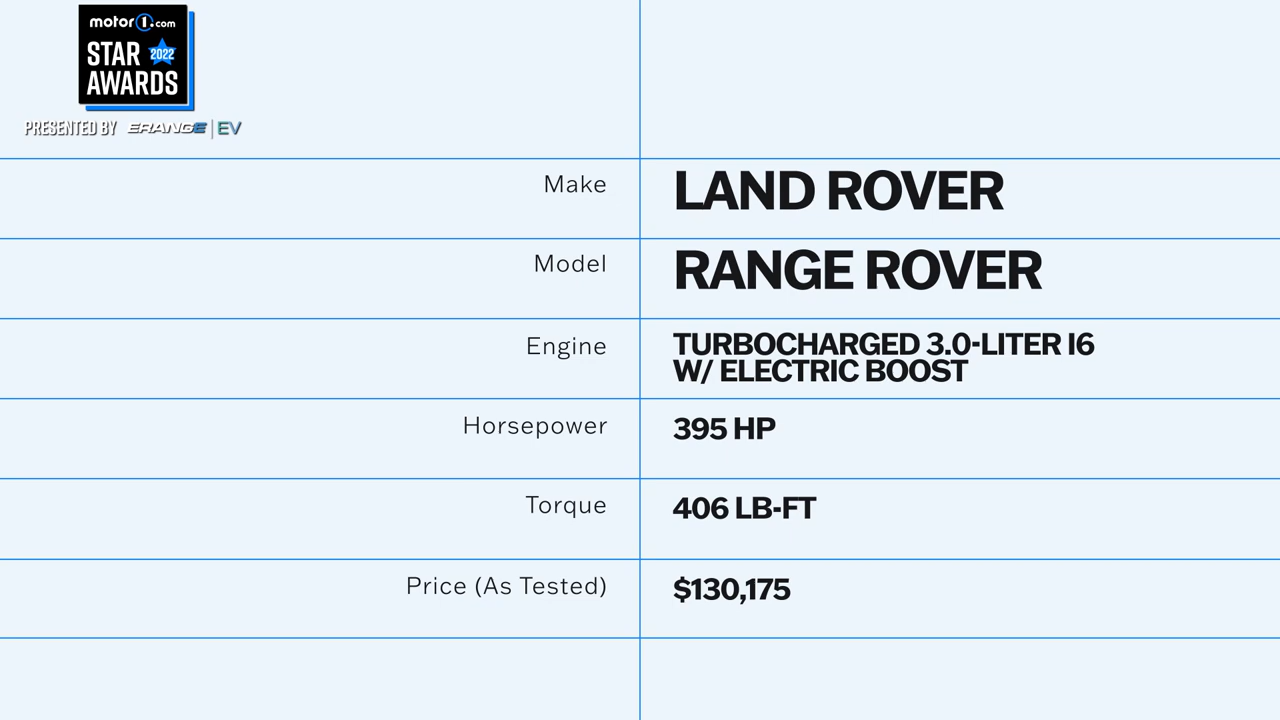 motor1.com
STAR 2022
AWARDS
PRESENTED BY ERANGE | EV
Make LAND ROVER
Model RANGE ROVER
Engine TURBOCHARGED 3.0-LITER I6
W/ ELECTRIC BOOST
Horsepower 395 HP
Torque 406 LB-FT
Price (As Tested) $130,175